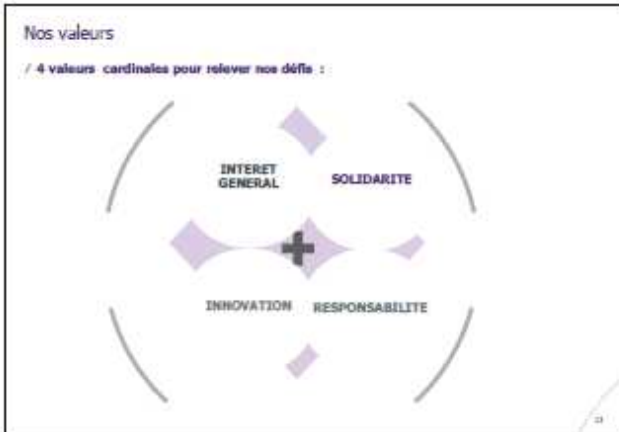 Nos valeurs
/ 4 valeurs cardinales pour relever nos défis :
INTERET
GENERAL
SOLIDARITE
INNOVATION
RESPONSABILITE